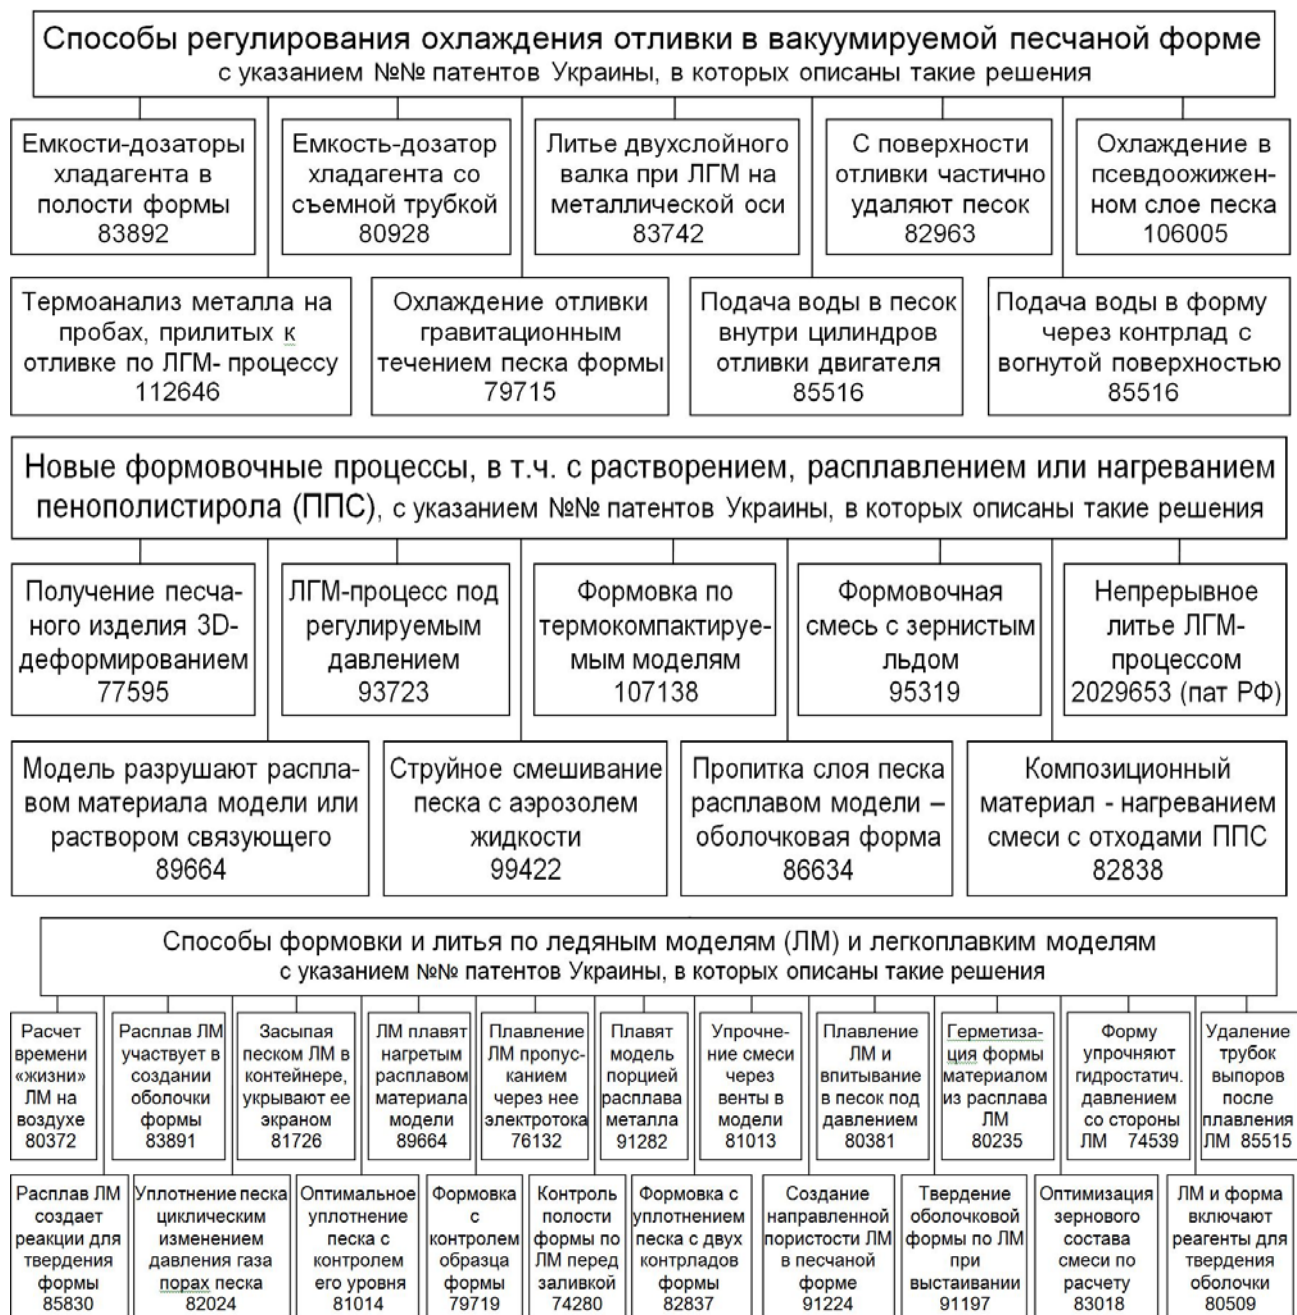 Способы регулирования охлаждения отливки в вакуумируемой песчаной форме
с указанием №№ патентов Украины, в которых описаны такие решения
Емкости-дозаторы
хладагента в
полости формы
83892
Емкость-дозатор
хладагента со
съемной трубкой
80928
Литье двухслойного
валка при ЛГМ на
металлической оси
83742
С поверхности
отливки частично
удаляют песок
82963
Охлаждение в
псевдоожижен-
ном слое песка
106005
Термоанализ металла на
пробах, прилитых к
отливке по ЛГМ- процессу
112646
Охлаждение отливки
гравитационным
течением песка формы
79715
Подача воды в песок
внутри цилиндров
отливки двигателя
85516
Подача воды в форму
через контрлад с
вогнутой поверхностью
85516
Новые формовочные процессы, в т.ч. с растворением, расплавлением или нагреванием
пенополистирола (ППС), с указанием №№ патентов Украины, в которых описаны такие решения
Получение песча-
ного изделия 3D-
деформированием
77595
ЛГМ-процесс под
регулируемым
давлением
93723
Формовка по
термокомпактируе-
мым моделям
107138
Формовочная
смесь с зернистым
льдом
95319
Непрерывное
литье ЛГМ-
процессом
2029653 (пат РФ)
Модель разрушают распла-
вом материала модели или
раствором связующего
89664
Струйное смешивание
песка с аэрозолем
жидкости
99422
Пропитка слоя песка
расплавом модели –
оболочковая форма
86634
Композиционный
материал - нагреванием
смеси с отходами ППС
82838
Способы формовки и литья по ледяным моделям (ЛМ) и легкоплавким моделям
с указанием №№ патентов Украины, в которых описаны такие решения
Расчет
времени
«жизни»
ЛМ на
воздухе
80372
Расплав ЛМ
участвует в
создании
оболочки
формы
83891
Засыпая
песком ЛМ в
контейнере,
укрывают ее
экраном
81726
ЛМ плавят
нагретым
расплавом
материала
модели
89664
Плавление
ЛМ пропус-
канием
через нее
электротока
76132
Плавят
модель
порцией
расплава
металла
91282
Упрочне-
ние смеси
через
венты в
модели
81013
Плавление
ЛМ и
впитывание
в песок под
давлением
80381
Герметиза-
ция формы
материалом
из расплава
ЛМ
80235
Форму
упрочняют
гидростатич.
давлением
со стороны
ЛМ 74539
Удаление
трубок
выпоров
после
плавления
ЛМ 85515
Расплав ЛМ
создает
реакции для
твердения
формы
85830
Уплотнение песка
циклическим
изменением
давления газа
порах песка
82024
Оптимальное
уплотнение
песка с
контролем
его уровня
81014
Формовка
с
контролем
образца
формы
79719
Контроль
полости
формы по
ЛМ перед
заливкой
74280
Формовка с
уплотнением
песка с двух
контрладов
формы
82837
Создание
направленной
пористости ЛМ
в песчаной
форме
91224
Твердение
оболочковой
формы по ЛМ
при
выстаивании
91197
Оптимизация
зернового
состава
смеси по
расчету
83018
ЛМ и форма
включают
реагенты для
твердения
оболочки
80509